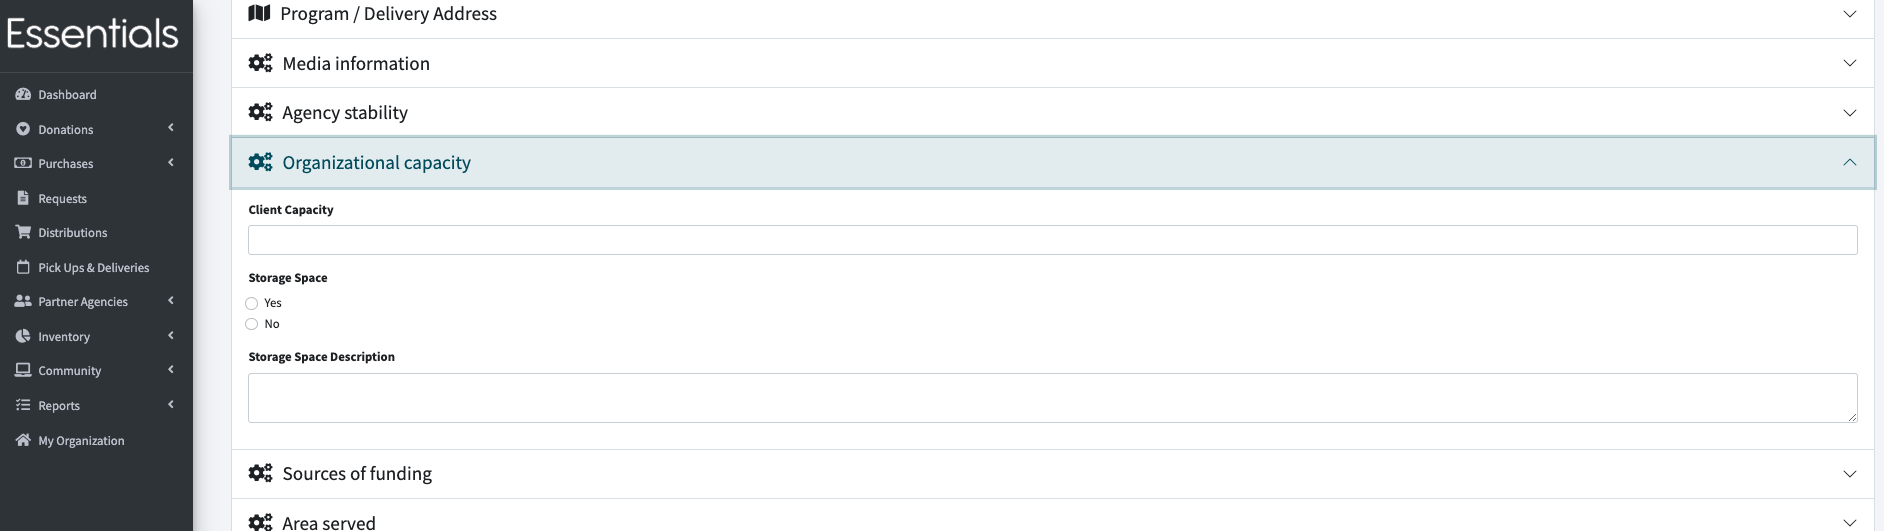 Essentials
Dashboard
Donations
Purchases
Requests
Distributions
Pick Ups & Deliveries
Partner Agencies
Inventory
Community
Reports
My Organization
Program / Delivery Address
Media information
Agency stability
Organizational capacity
Client Capacity
Storage Space
Yes
No
Storage Space Description
Sources of funding
Area served